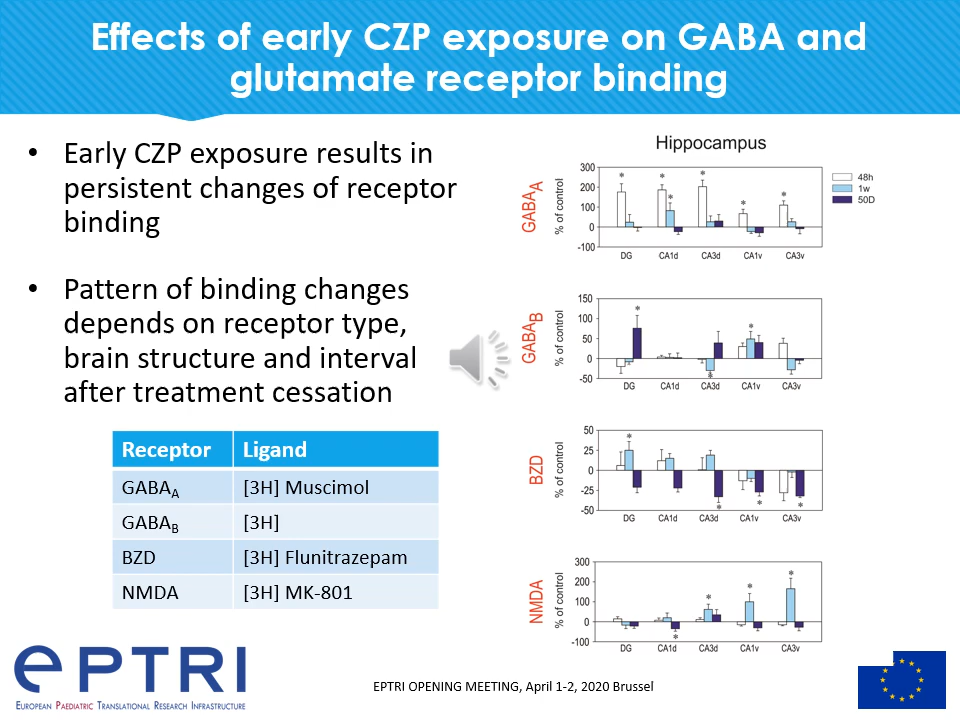 Effects of early CZP exposure on GABA and
glutamate receptor binding
• Early CZP exposure results in
persistent changes of receptor
binding
• Pattern of binding changes
depends on receptor type,
brain structure and interval
after treatment cessation
Receptor Ligand
GABAA [3H] Muscimol
GABAB [3H]
BZD [3H] Flunitrazepam
NMDA [3H] MK-801
Hippocampus
GABAA
% of control
300
200
100
0
-100
* * * * * *
DG CA1d CA3d CA1v CA3v
48h
1w
50D
GABAB
% of control
150
100
50
0
-50
* * *
DG CA1d CA3d CA1v CA3v
BZD
% of control
50
25
0
-25
-50
* * * *
DG CA1d CA3d CA1v CA3v
NMDA
% of control
300
200
100
0
-100
* * * *
DG CA1d CA3d CA1v CA3v
ePTRI
European Paediatric Translational Research Infrastructure
EPTRI OPENING MEETING, April 1-2, 2020 Brussel